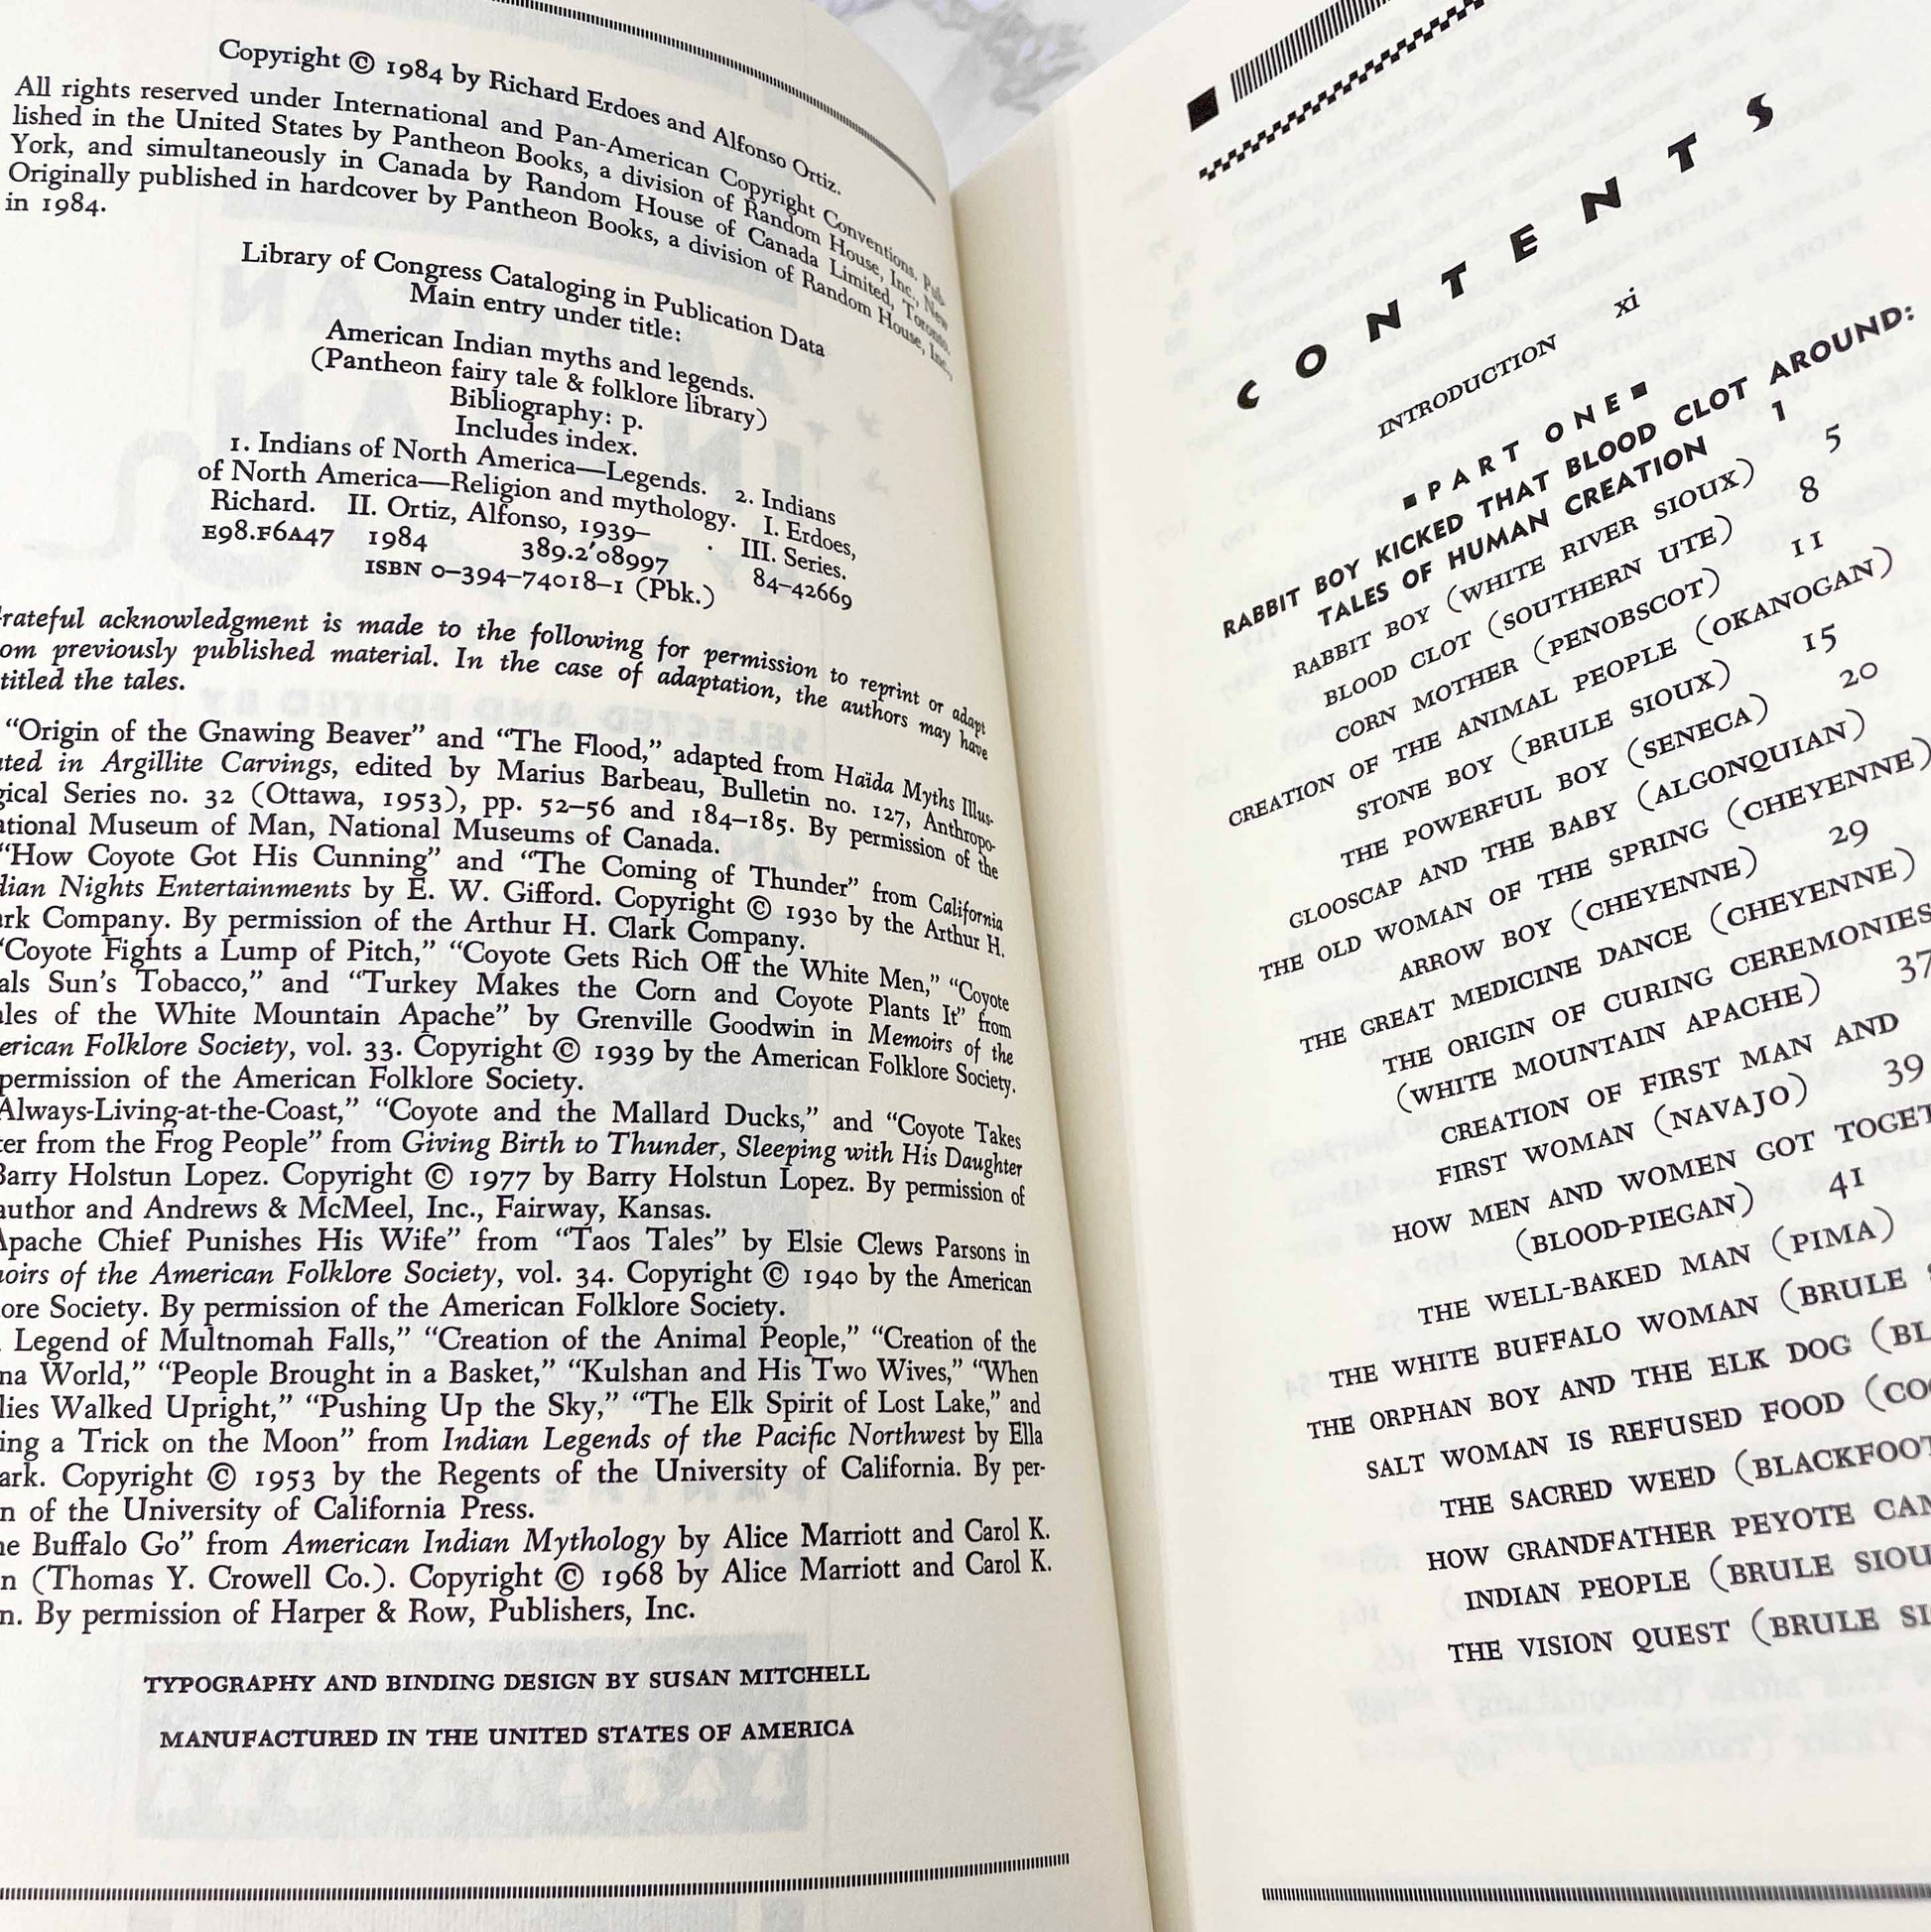 Copyright © 1984 by Richard Erdoes and Alfonso Ortiz.
All rights reserved under International and Pan-American Copyright Conventions. Pub-
lished in the United States by Pantheon Books, a division of Random House, Inc., New
York, and simultaneously in Canada by Random House of Canada Limited, Toronto.
Originally published in hardcover by Pantheon Books, a division of Random House, Inc.,
in 1984.
Library of Congress Cataloging in Publication Data
Main entry under title:
American Indian myths and legends.
(Pantheon fairy tale & folklore library)
Bibliography: p.
Includes index.
1. Indians of North America—Legends. 2. Indians
of North America—Religion and mythology. I. Erdoes,
Richard. II. Ortiz, Alfonso, 1939– . III. Series.
E98.F6A47 1984 389.2'08997 84-42669
ISBN 0-394-74018-1 (Pbk.)
rateful acknowledgment is made to the following for permission to reprint or adapt
om previously published material. In the case of adaptation, the authors may have
titled the tales.
“Origin of the Gnawing Beaver” and “The Flood,” adapted from Haïda Myths Illus-
ated in Argillite Carvings, edited by Marius Barbeau, Bulletin no. 127, Anthropo-
gical Series no. 32 (Ottawa, 1953), pp. 52–56 and 184–185. By permission of the
ational Museum of Man, National Museums of Canada.
“How Coyote Got His Cunning” and “The Coming of Thunder” from California
dian Nights Entertainments by E. W. Gifford. Copyright © 1930 by the Arthur H.
ark Company. By permission of the Arthur H. Clark Company.
“Coyote Fights a Lump of Pitch,” “Coyote Gets Rich Off the White Men,” “Coyote
als Sun’s Tobacco,” and “Turkey Makes the Corn and Coyote Plants It” from
ales of the White Mountain Apache” by Grenville Goodwin in Memoirs of the
erican Folklore Society, vol. 33. Copyright © 1939 by the American Folklore Society.
permission of the American Folklore Society.
Always-Living-at-the-Coast,” “Coyote and the Mallard Ducks,” and “Coyote Takes
ter from the Frog People” from Giving Birth to Thunder, Sleeping with His Daughter
Barry Holstun Lopez. Copyright © 1977 by Barry Holstun Lopez. By permission of
author and Andrews & McMeel, Inc., Fairway, Kansas.
Apache Chief Punishes His Wife” from “Taos Tales” by Elsie Clews Parsons in
oirs of the American Folklore Society, vol. 34. Copyright © 1940 by the American
ore Society. By permission of the American Folklore Society.
Legend of Multnomah Falls,” “Creation of the Animal People,” “Creation of the
na World,” “People Brought in a Basket,” “Kulshan and His Two Wives,” “When
lies Walked Upright,” “Pushing Up the Sky,” “The Elk Spirit of Lost Lake,” and
ing a Trick on the Moon” from Indian Legends of the Pacific Northwest by Ella
ark. Copyright © 1953 by the Regents of the University of California. By per-
n of the University of California Press.
e Buffalo Go” from American Indian Mythology by Alice Marriott and Carol K.
n (Thomas Y. Crowell Co.). Copyright © 1968 by Alice Marriott and Carol K.
n. By permission of Harper & Row, Publishers, Inc.
TYPOGRAPHY AND BINDING DESIGN BY SUSAN MITCHELL
MANUFACTURED IN THE UNITED STATES OF AMERICA
CONTENTS
INTRODUCTION xi
PART ONE
RABBIT BOY KICKED THAT BLOOD CLOT AROUND:
TALES OF HUMAN CREATION 1
RABBIT BOY (WHITE RIVER SIOUX) 5
BLOOD CLOT (SOUTHERN UTE) 8
CORN MOTHER (PENOBSCOT) 11
CREATION OF THE ANIMAL PEOPLE (OKANOGAN)
STONE BOY (BRULE SIOUX) 15
THE POWERFUL BOY (SENECA) 20
GLOOSCAP AND THE BABY (ALGONQUIAN)
THE OLD WOMAN OF THE SPRING (CHEYENNE)
ARROW BOY (CHEYENNE) 29
THE GREAT MEDICINE DANCE (CHEYENNE)
THE ORIGIN OF CURING CEREMONIES
(WHITE MOUNTAIN APACHE) 37
CREATION OF FIRST MAN AND
FIRST WOMAN (NAVAJO) 39
HOW MEN AND WOMEN GOT TOGET
(BLOOD-PIEGAN) 41
THE WELL-BAKED MAN (PIMA)
THE WHITE BUFFALO WOMAN (BRULE S
THE ORPHAN BOY AND THE ELK DOG (BL
SALT WOMAN IS REFUSED FOOD (CO
THE SACRED WEED (BLACKFOOT
HOW GRANDFATHER PEYOTE CAM
INDIAN PEOPLE (BRULE SIOU
THE VISION QUEST (BRULE SI